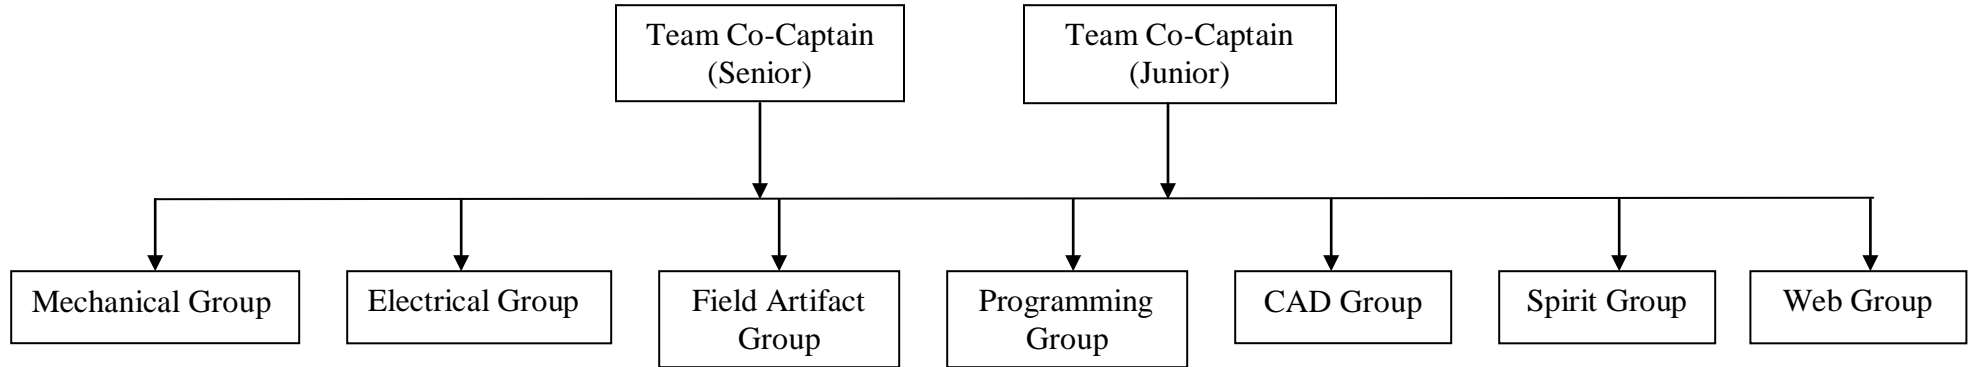 Team Co-Captain
(Senior)
Team Co-Captain
(Junior)
Mechanical Group
Electrical Group
Field Artifact
Group
Programming
Group
CAD Group
Spirit Group
Web Group